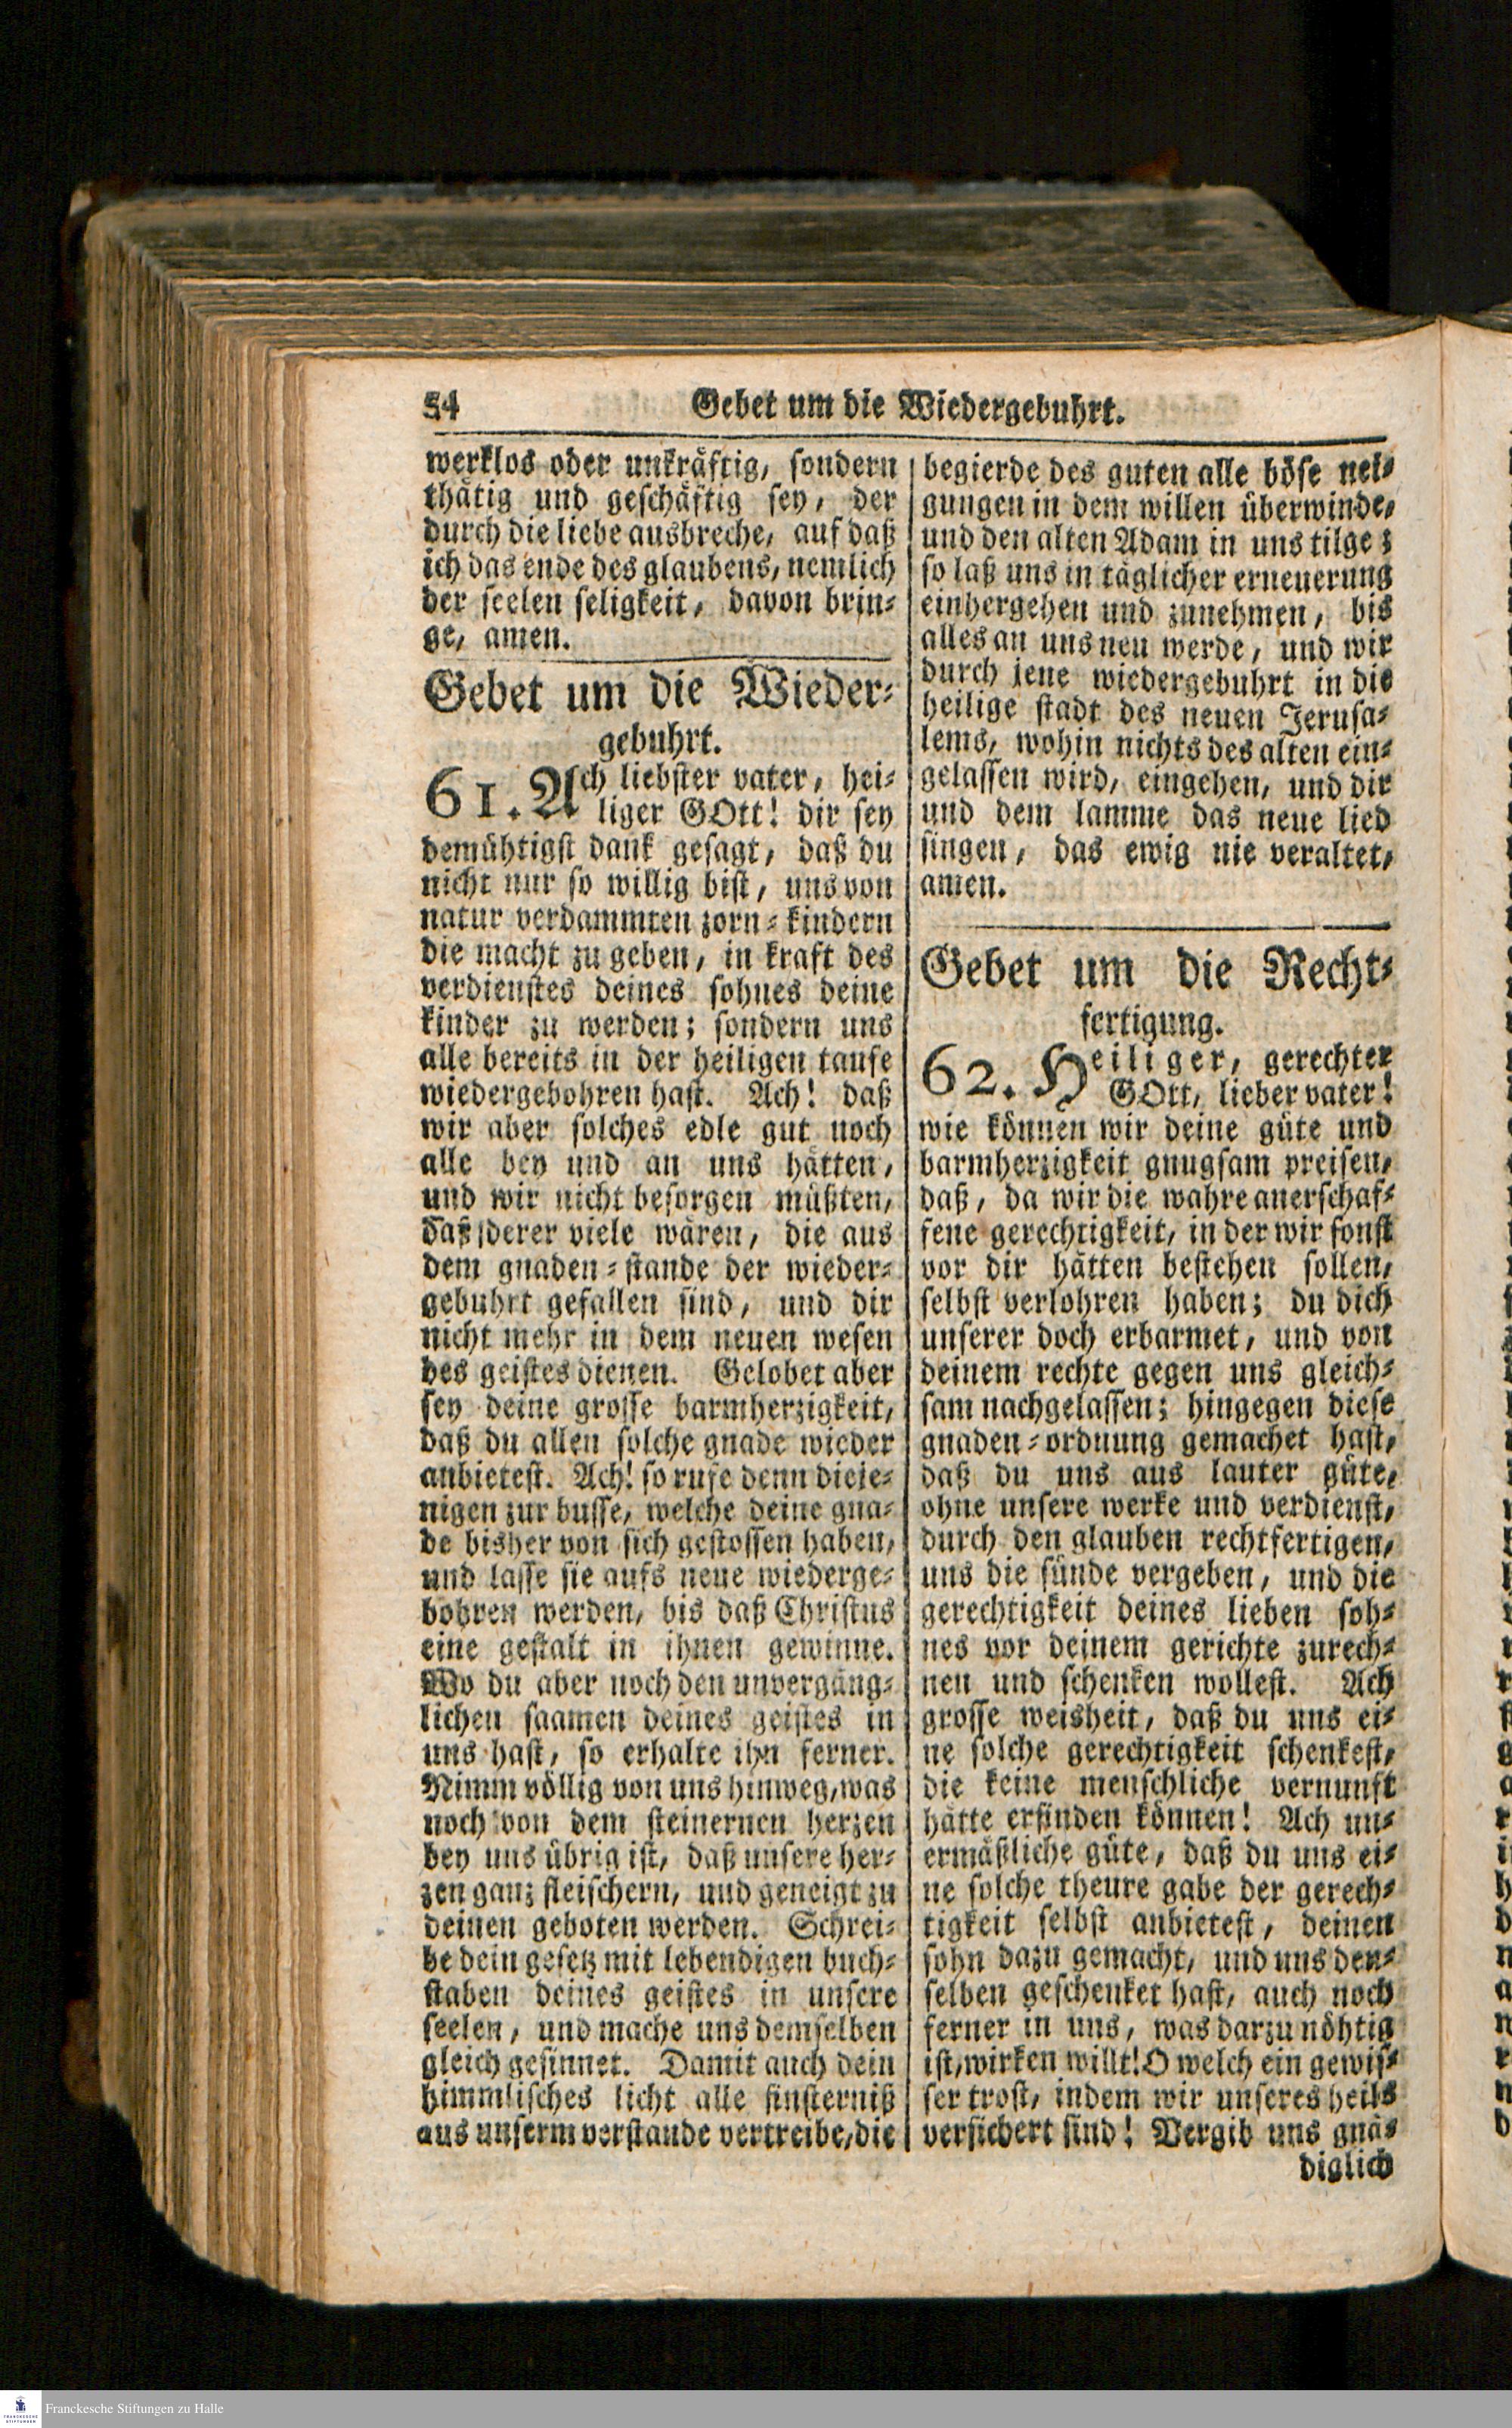 54 Gebet um die Wiedergebuhrt.
werklos oder unkräftig, sondern
thätig und geschäftig sey, der
durch die liebe ausbreche, auf daß
ich das ende des glaubens, nemlich
der seelen seligkeit, davon brin-
ge, amen.
Gebet um die Wieder-
gebuhrt.
61. Ach liebster vater, hei-
liger GOtt! dir sey
demühtigst dank gesagt, daß du
nicht nur so willig bist, uns von
natur verdammten zorn-kindern
die macht zu geben, in kraft des
verdienstes deines sohnes deine
kinder zu werden; sondern uns
alle bereits in der heiligen taufe
wiedergebohren hast. Ach! daß
wir aber solches edle gut noch
alle bey und an uns hätten,
und wir nicht besorgen müßten,
daß derer viele wären, die aus
dem gnaden-stande der wieder-
gebuhrt gefallen sind, und dir
nicht mehr in dem neuen wesen
des geistes dienen. Gelobet aber
sey deine grosse barmherzigkeit,
daß du allen solche gnade wieder
anbietest. Ach! so rufe denn dieje-
nigen zur busse, welche deine gna-
de bisher von sich gestossen haben,
und lasse sie aufs neue wiederge-
bohren werden, bis daß Christus
eine gestalt in ihnen gewinne.
Wo du aber noch den unvergäng-
lichen saamen deines geistes in
uns hast, so erhalte ihn ferner.
Nimm völlig von uns hinweg, was
noch von dem steinernen herzen
bey uns übrig ist, daß unsere her-
zen ganz fleischern, und geneigt zu
deinen geboten werden. Schrei-
be dein gesetz mit lebendigen buch-
staben deines geistes in unsere
seelen, und mache uns demselben
gleich gesinnet. Damit auch dein
himmlisches licht alle finsterniß
aus unserm verstande vertreibe, die
begierde des guten alle böse nei-
gungen in dem willen überwinde,
und den alten Adam in uns tilge;
so laß uns in täglicher erneuerung
einhergehen und zunehmen, bis
alles an uns neu werde, und wir
durch jene wiedergebuhrt in die
heilige stadt des neuen Jerusa-
lems, wohin nichts des alten ein-
gelassen wird, eingehen, und dir
und dem lamme das neue lied
singen, das ewig nie veraltet,
amen.
Gebet um die Recht-
fertigung.
62. Heiliger, gerechter
GOtt, lieber vater!
wie können wir deine güte und
barmherzigkeit gnugsam preisen,
daß, da wir die wahre anerschaf-
fene gerechtigkeit, in der wir sonst
vor dir hätten bestehen sollen,
selbst verlohren haben; du dich
unserer doch erbarmet, und von
deinem rechte gegen uns gleich-
sam nachgelassen; hingegen diese
gnaden-ordnung gemachet hast,
daß du uns aus lauter güte,
ohne unsere werke und verdienst,
durch den glauben rechtfertigen,
uns die sünde vergeben, und die
gerechtigkeit deines lieben soh-
nes vor deinem gerichte zurech-
nen und schenken wollest. Ach
grosse weisheit, daß du uns ei-
ne solche gerechtigkeit schenkest,
die keine menschliche vernunft
hätte erfinden können! Ach un-
ermäßliche güte, daß du uns ei-
ne solche theure gabe der gerech-
tigkeit selbst anbietest, deinen
sohn dazu gemacht, und uns den-
selben geschenket hast, auch noch
ferner in uns, was darzu nöhtig
ist, wirken willt! O welch ein gewis-
ser trost, indem wir unseres heils
versichert sind! Vergib uns gnä-
diglich
Franckesche Stiftungen zu Halle